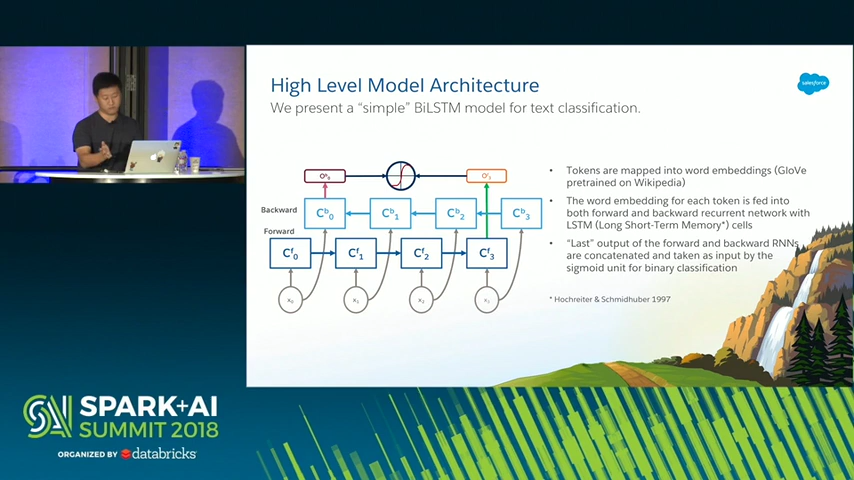 High Level Model Architecture
We present a “simple” BiLSTM model for text classification.
salesforce
Backward
Forward
Cᵇ₀
Cᵇ₁
Cᵇ₂
Cᵇ₃
Cᶠ₀
Cᶠ₁
Cᶠ₂
Cᶠ₃
x₀
• Tokens are mapped into word embeddings (GloVe
pretrained on Wikipedia)
• The word embedding for each token is fed into
both forward and backward recurrent network with
LSTM (Long Short-Term Memory*) cells
• “Last” output of the forward and backward RNNs
are concatenated and taken as input by the
sigmoid unit for binary classification
* Hochreiter & Schmidhuber 1997
SPARK+AI
SUMMIT 2018
ORGANIZED BY databricks